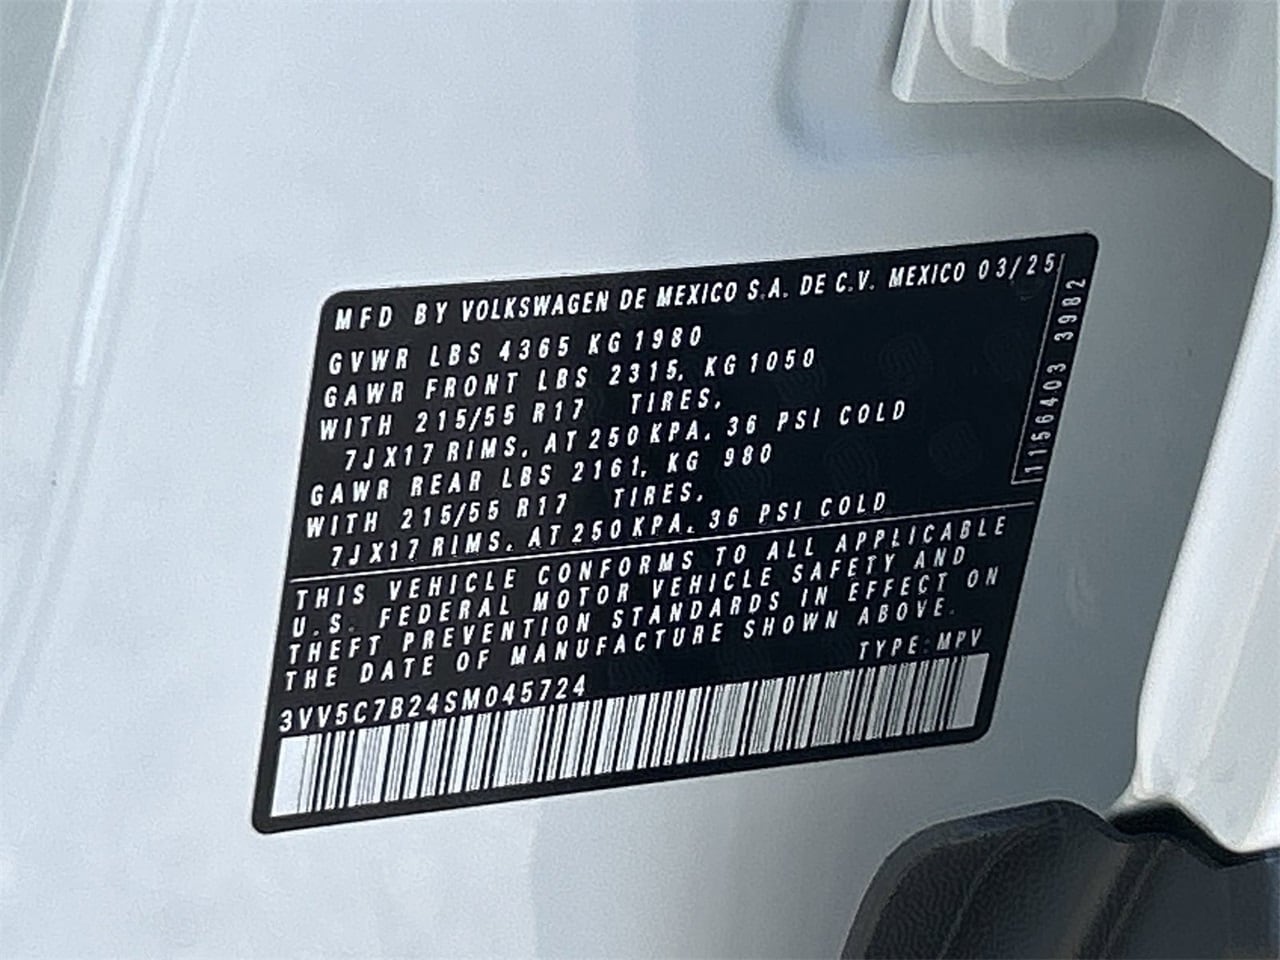 MFD BY VOLKSWAGEN DE MEXICO S.A. DE C.V. MEXICO 03/25
GVWR LBS 4365 KG 1980
GAWR FRONT LBS 2315, KG 1050
WITH 215/55 R17 TIRES,
7JX17 RIMS, AT 250 KPA, 36 PSI COLD
GAWR REAR LBS 2161, KG 980
WITH 215/55 R17 TIRES,
7JX17 RIMS, AT 250 KPA, 36 PSI COLD
1156403 3982
THIS VEHICLE CONFORMS TO ALL APPLICABLE
U.S. FEDERAL MOTOR VEHICLE SAFETY AND
THEFT PREVENTION STANDARDS IN EFFECT ON
THE DATE OF MANUFACTURE SHOWN ABOVE.
TYPE: MPV
3VV5C7B24SM045724